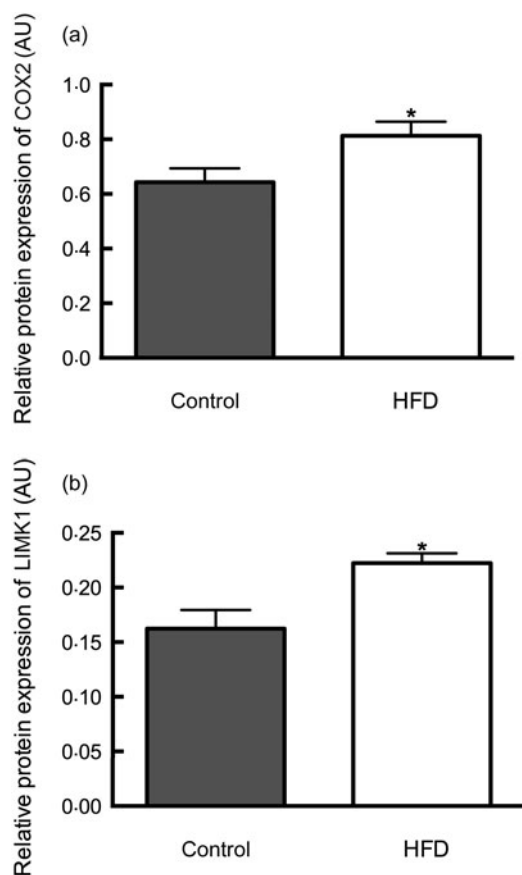 (a)
Relative protein expression of COX2 (AU)
1·0
0·8
0·6
0·4
0·2
0·0
*
Control
HFD
(b)
Relative protein expression of LIMK1 (AU)
0·25
0·20
0·15
0·10
0·05
0·00
*
Control
HFD